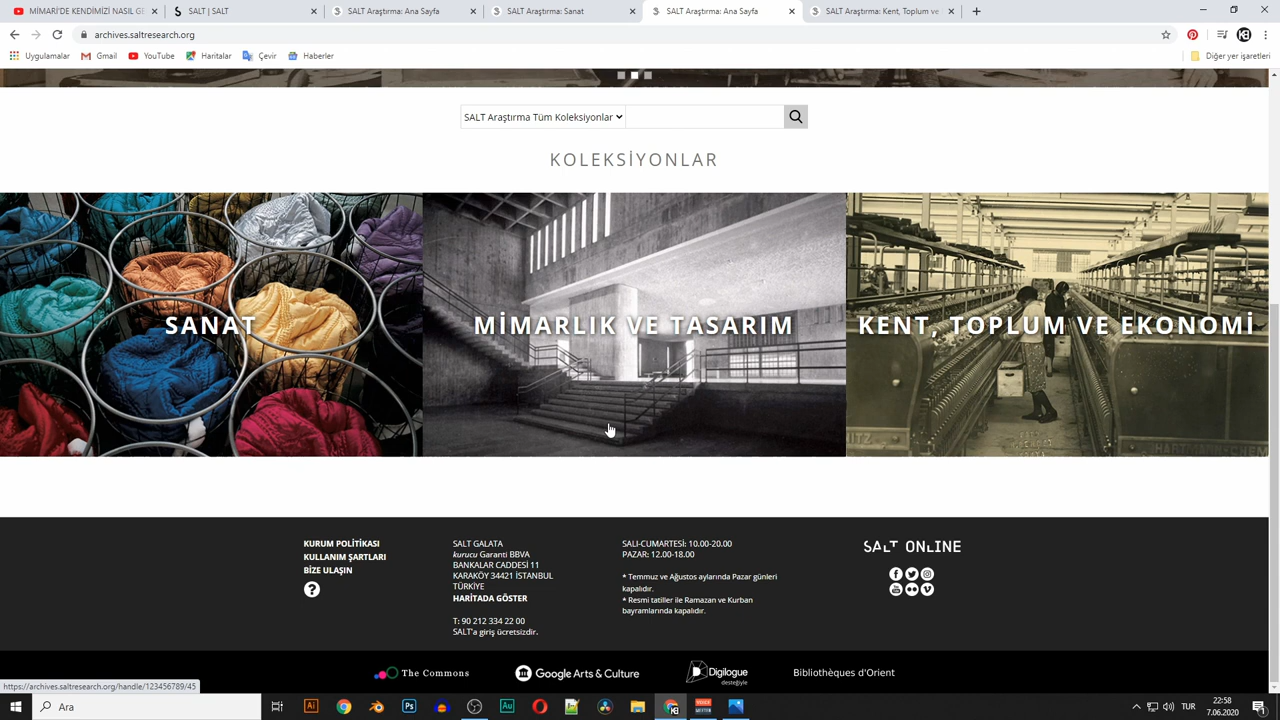 MİMARİ'DE KENDİMİZİ NASIL GE
SALT | SALT
SALT Araştırma: Ana Sayfa
SALT Araştırma: Sanat
SALT Araştırma: Ana Sayfa
SALT Araştırma: Kent, Toplum ve
archives.saltresearch.org
Uygulamalar
Gmail
YouTube
Haritalar
Çevir
Haberler
Diğer yer işaretleri
SALT Araştırma Tüm Koleksiyonlar
KOLEKSİYONLAR
SANAT
MİMARLIK VE TASARIM
KENT, TOPLUM VE EKONOMİ
KURUM POLİTİKASI
KULLANIM ŞARTLARI
BİZE ULAŞIN
?
SALT GALATA
kurucu Garanti BBVA
BANKALAR CADDESİ 11
KARAKÖY 34421 İSTANBUL
TÜRKİYE
HARİTADA GÖSTER
T: 90 212 334 22 00
SALT'a giriş ücretsizdir.
SALI-CUMARTESİ: 10.00-20.00
PAZAR: 12.00-18.00
* Temmuz ve Ağustos aylarında Pazar günleri
kapalıdır.
* Resmi tatiller ile Ramazan ve Kurban
bayramlarında kapalıdır.
SALT ONLINE
The Commons
Google Arts & Culture
Digilogue
desteğiyle
Bibliothèques d'Orient
https://archives.saltresearch.org/handle/123456789/45
Ara
TUR
22:58
7.06.2020